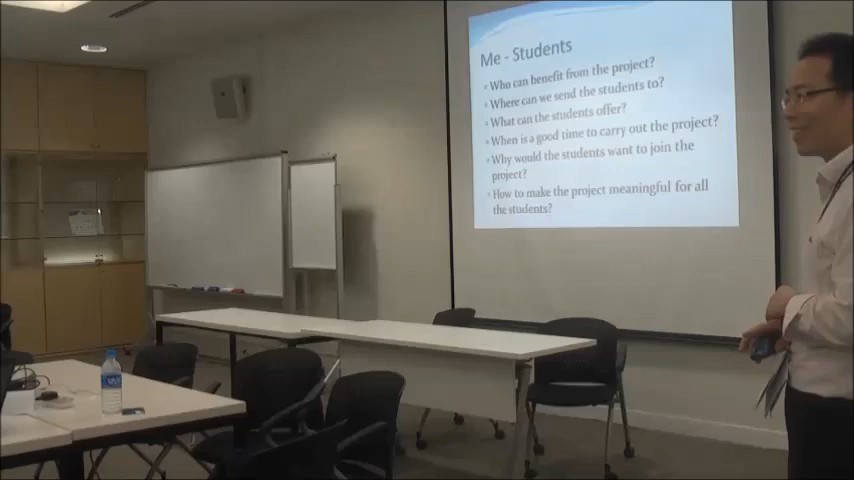 Me - Students
Who can benefit from the project?
Where can we send the students to?
What can the students offer?
When is a good time to carry out the project?
Why would the students want to join the
project?
How to make the project meaningful for all
the students?